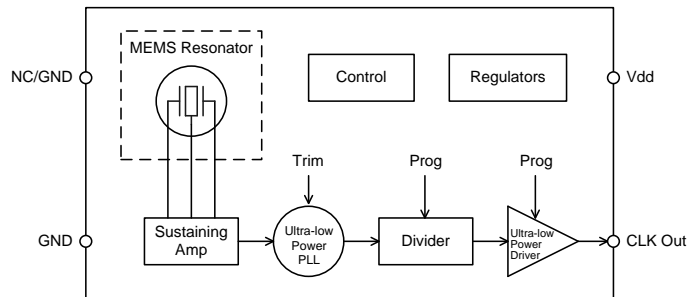 MEMS Resonator
NC/GND
Control
Regulators
Vdd
Trim
Prog
Prog
GND
Sustaining
Amp
Ultra-low
Power
PLL
Divider
Ultra-low
Power
Driver
CLK Out